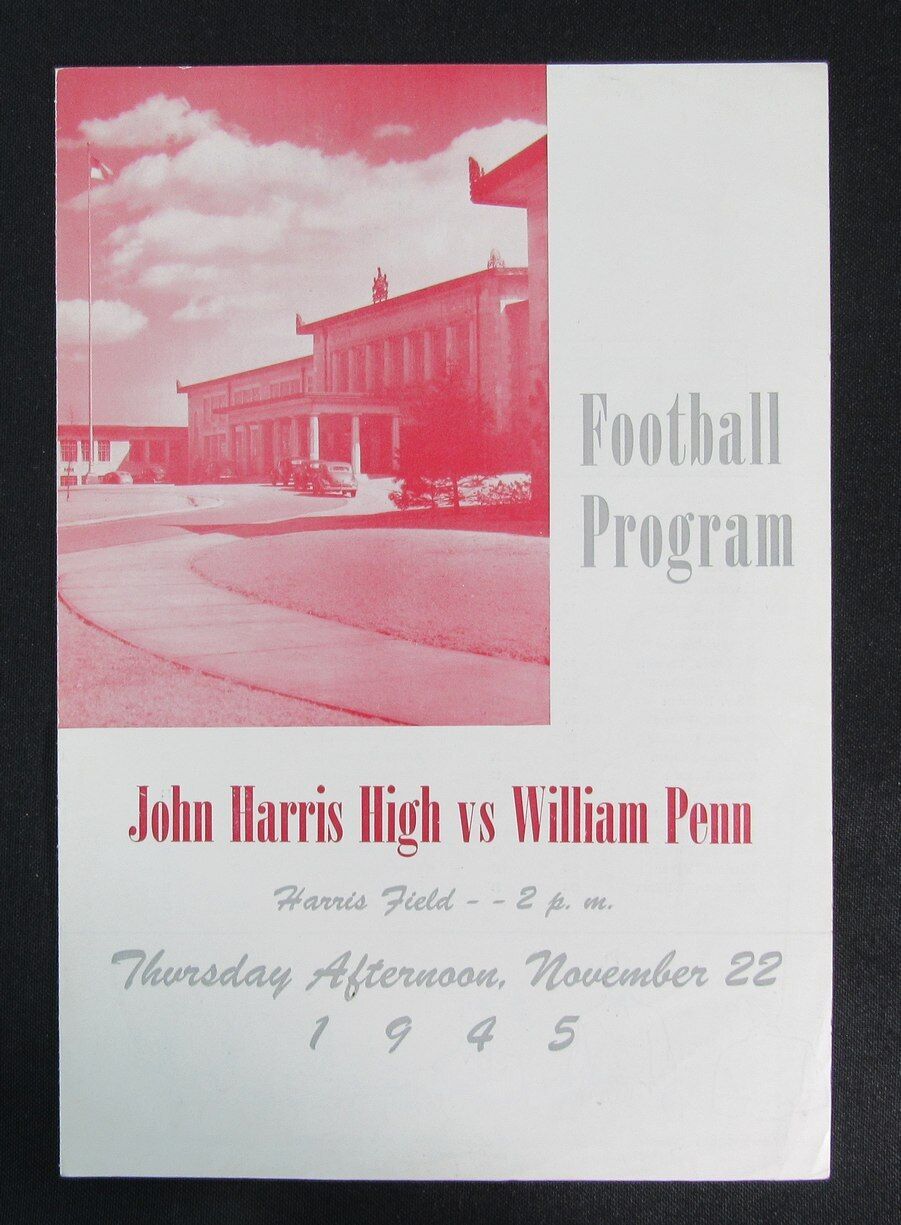 Football
Program
John Harris High vs William Penn
Harris Field - - 2 p. m.
Thursday Afternoon, November 22
1 9 4 5